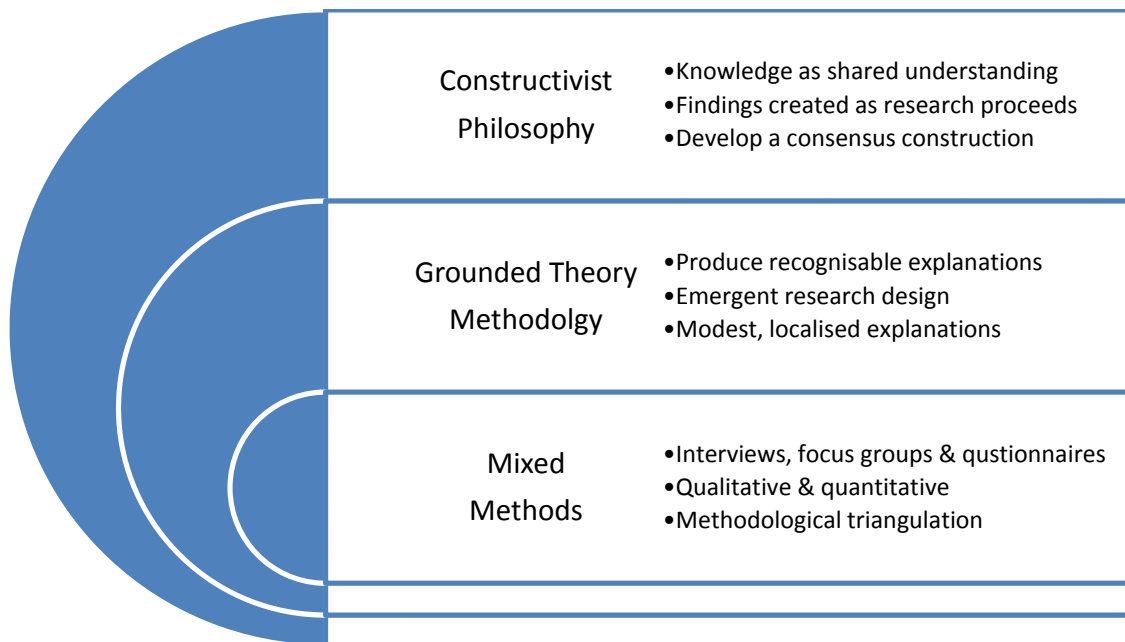 Constructivist
Philosophy
•Knowledge as shared understanding
•Findings created as research proceeds
•Develop a consensus construction
Grounded Theory
Methodolgy
•Produce recognisable explanations
•Emergent research design
•Modest, localised explanations
Mixed
Methods
•Interviews, focus groups & qustionnaires
•Qualitative & quantitative
•Methodological triangulation